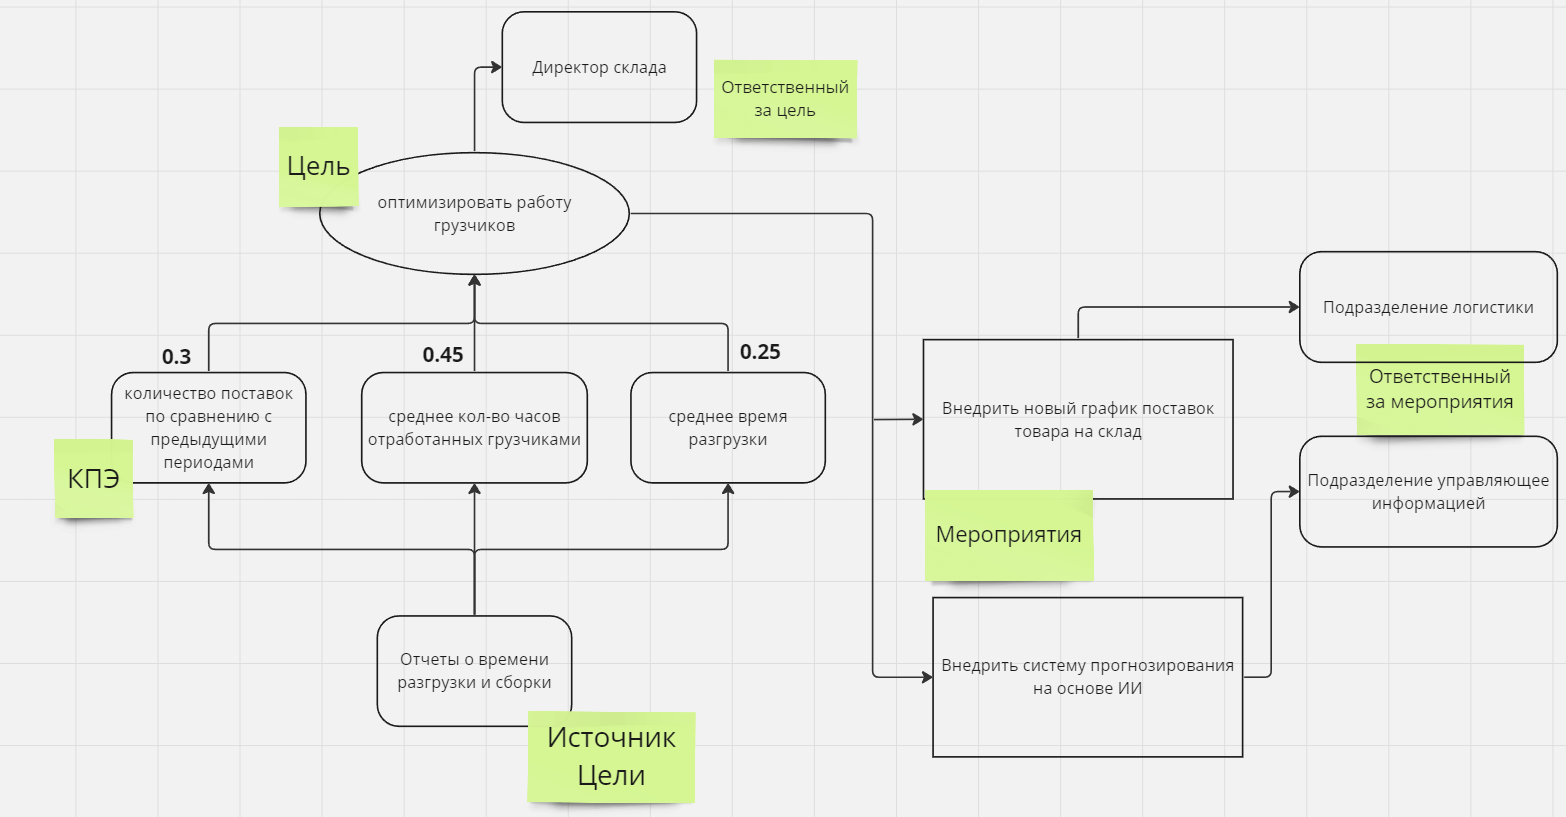 Директор склада
Ответственный
за цель
Цель
оптимизировать работу
грузчиков
0.3
0.45
0.25
количество поставок
по сравнению с
предыдущими
периодами
среднее кол-во часов
отработанных грузчиками
среднее время
разгрузки
КПЭ
Отчеты о времени
разгрузки и сборки
Источник
Цели
Внедрить новый график поставок
товара на склад
Мероприятия
Внедрить систему прогнозирования
на основе ИИ
Подразделение логистики
Ответственный
за мероприятия
Подразделение управляющее
информацией